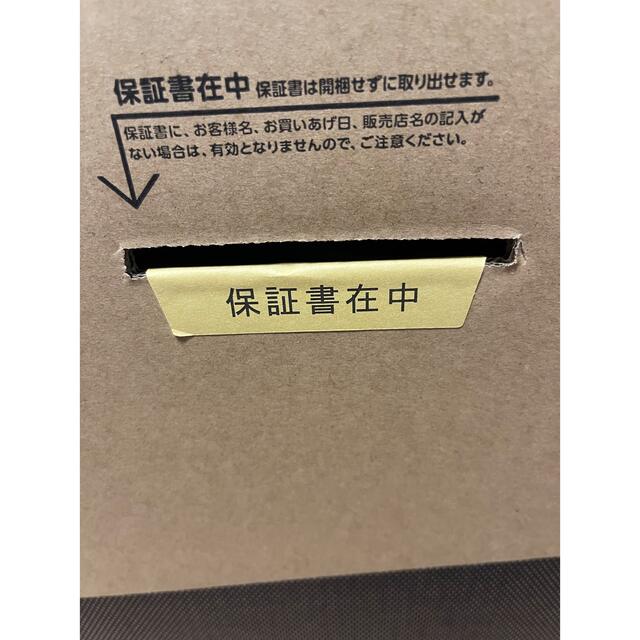 保証書在中 保証書は開梱せずに取り出せます。
保証書に、お客様名、お買いあげ日、販売店名の記入が
ない場合は、有効となりませんので、ご注意ください。
保証書在中